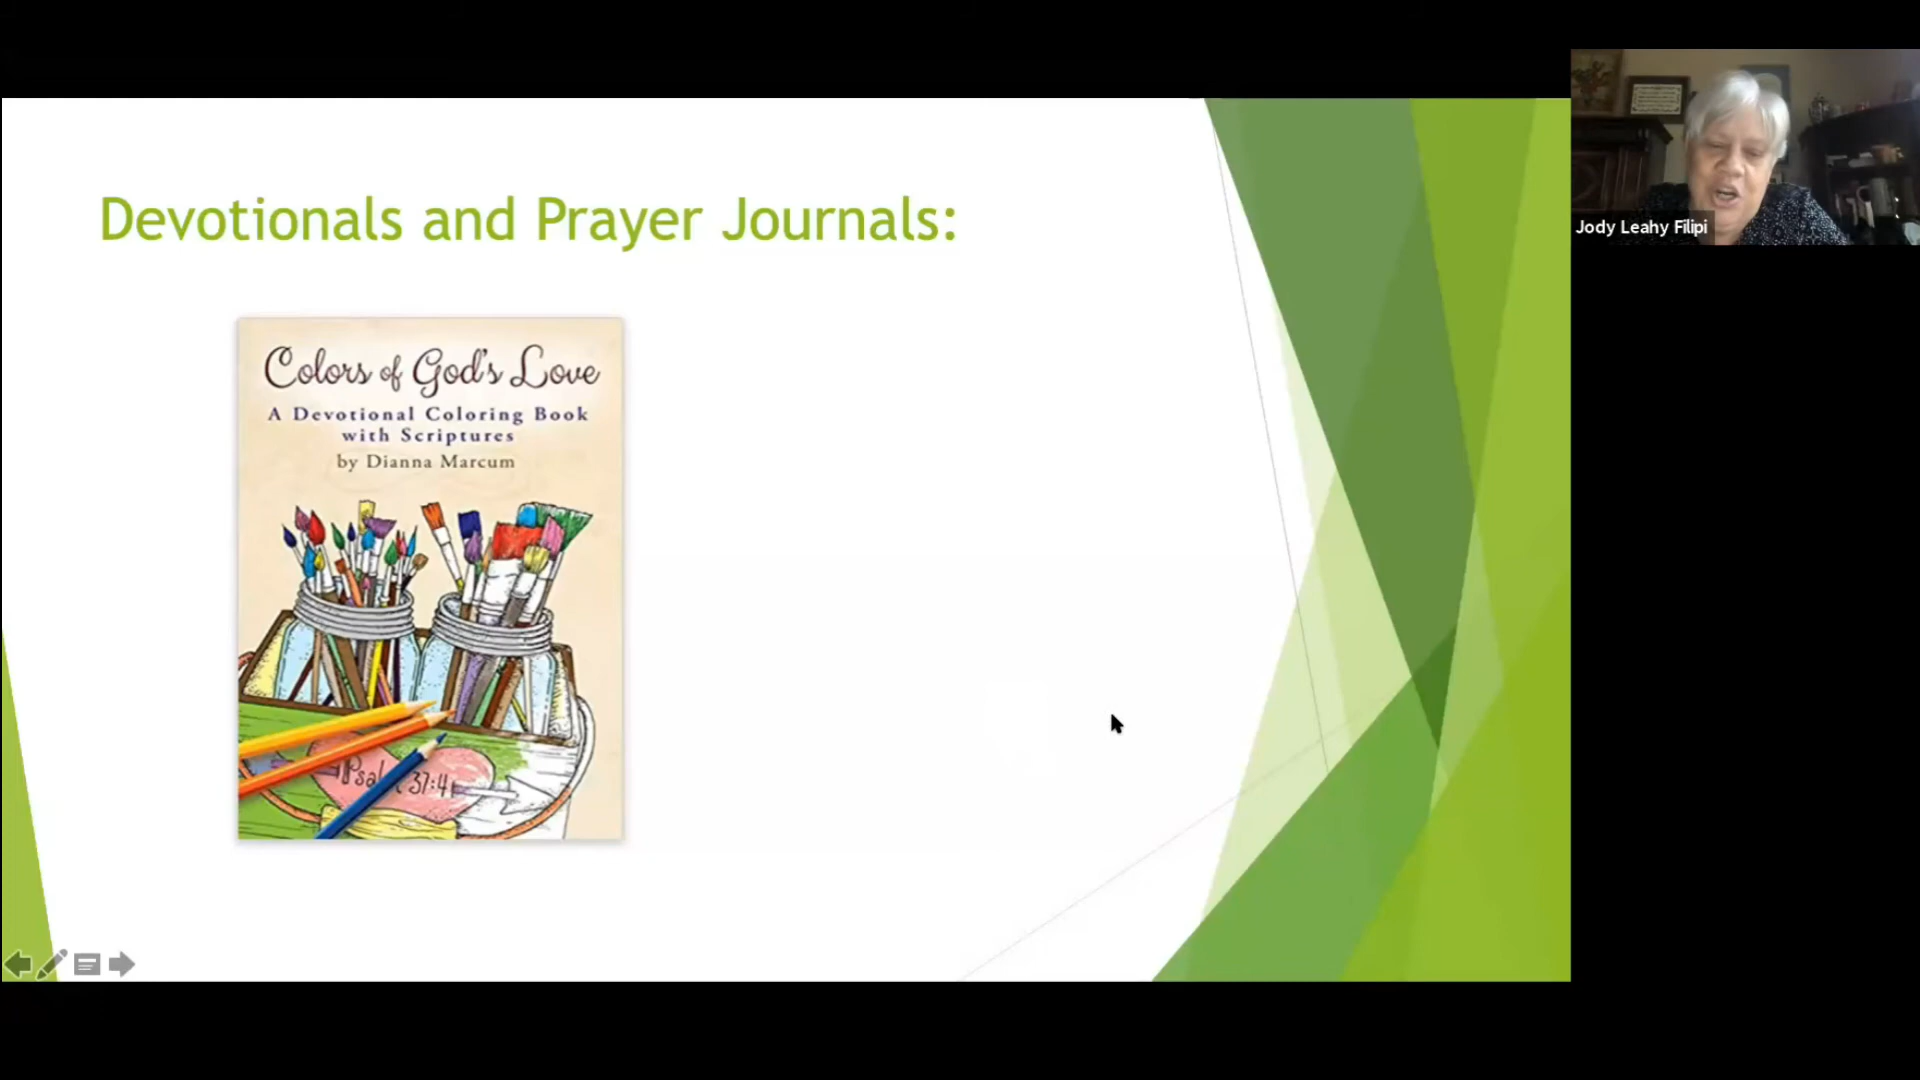 Devotionals and Prayer Journals:
Colors of God's Love
A Devotional Coloring Book
with Scriptures
by Dianna Marcum
37:4
Jody Leahy Filipi